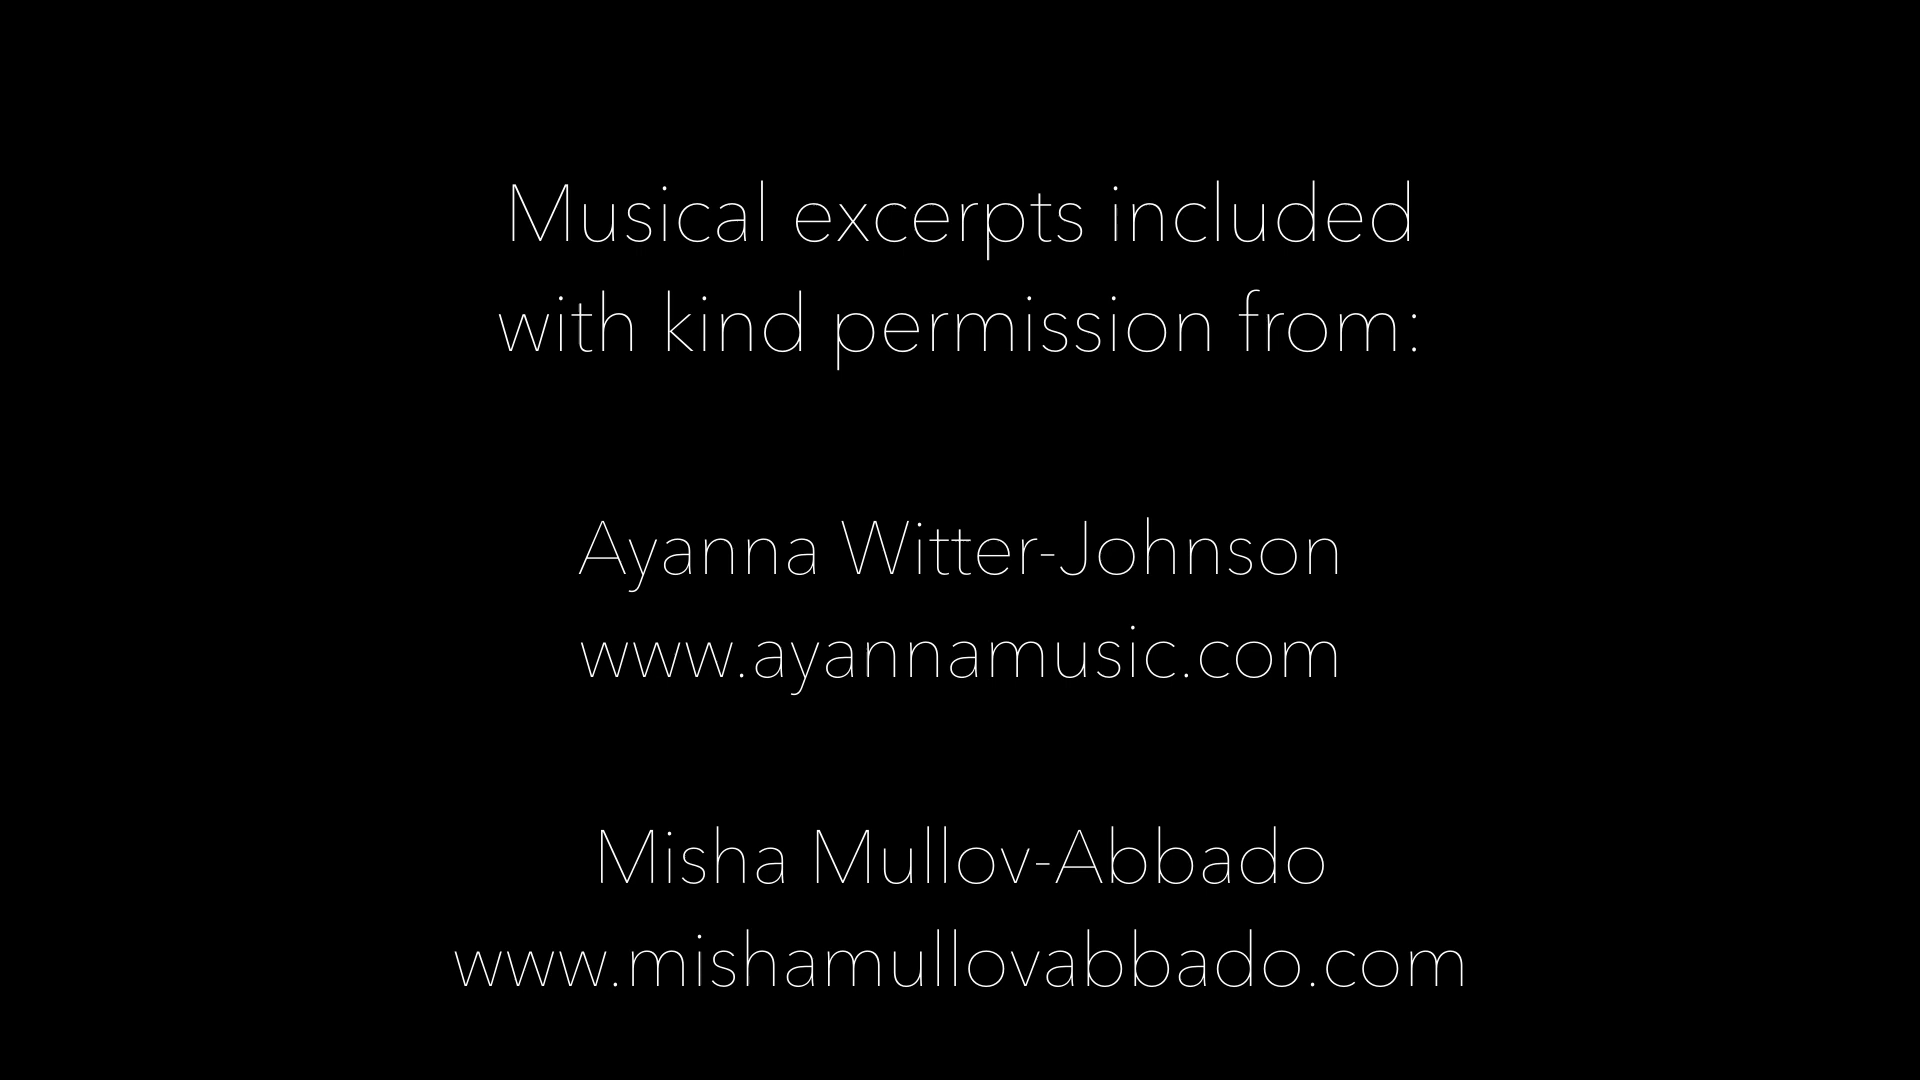 Musical excerpts included
with kind permission from:
Ayanna Witter-Johnson
www.ayannamusic.com
Misha Mullov-Abbado
www.mishamullovabbado.com